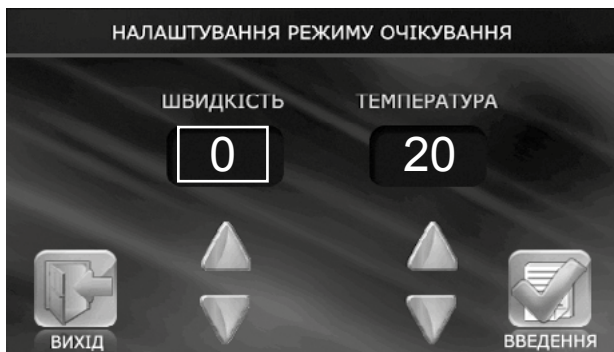 НАЛАШТУВАННЯ РЕЖИМУ ОЧІКУВАННЯ
ШВИДКІСТЬ ТЕМПЕРАТУРА
0 20
ВИХІД ВВЕДЕННЯ